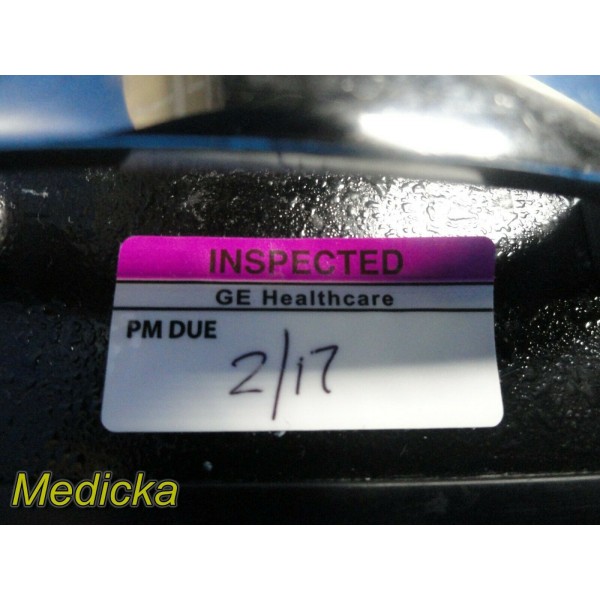 INSPECTED
GE Healthcare
PM DUE
2/17
Medicka